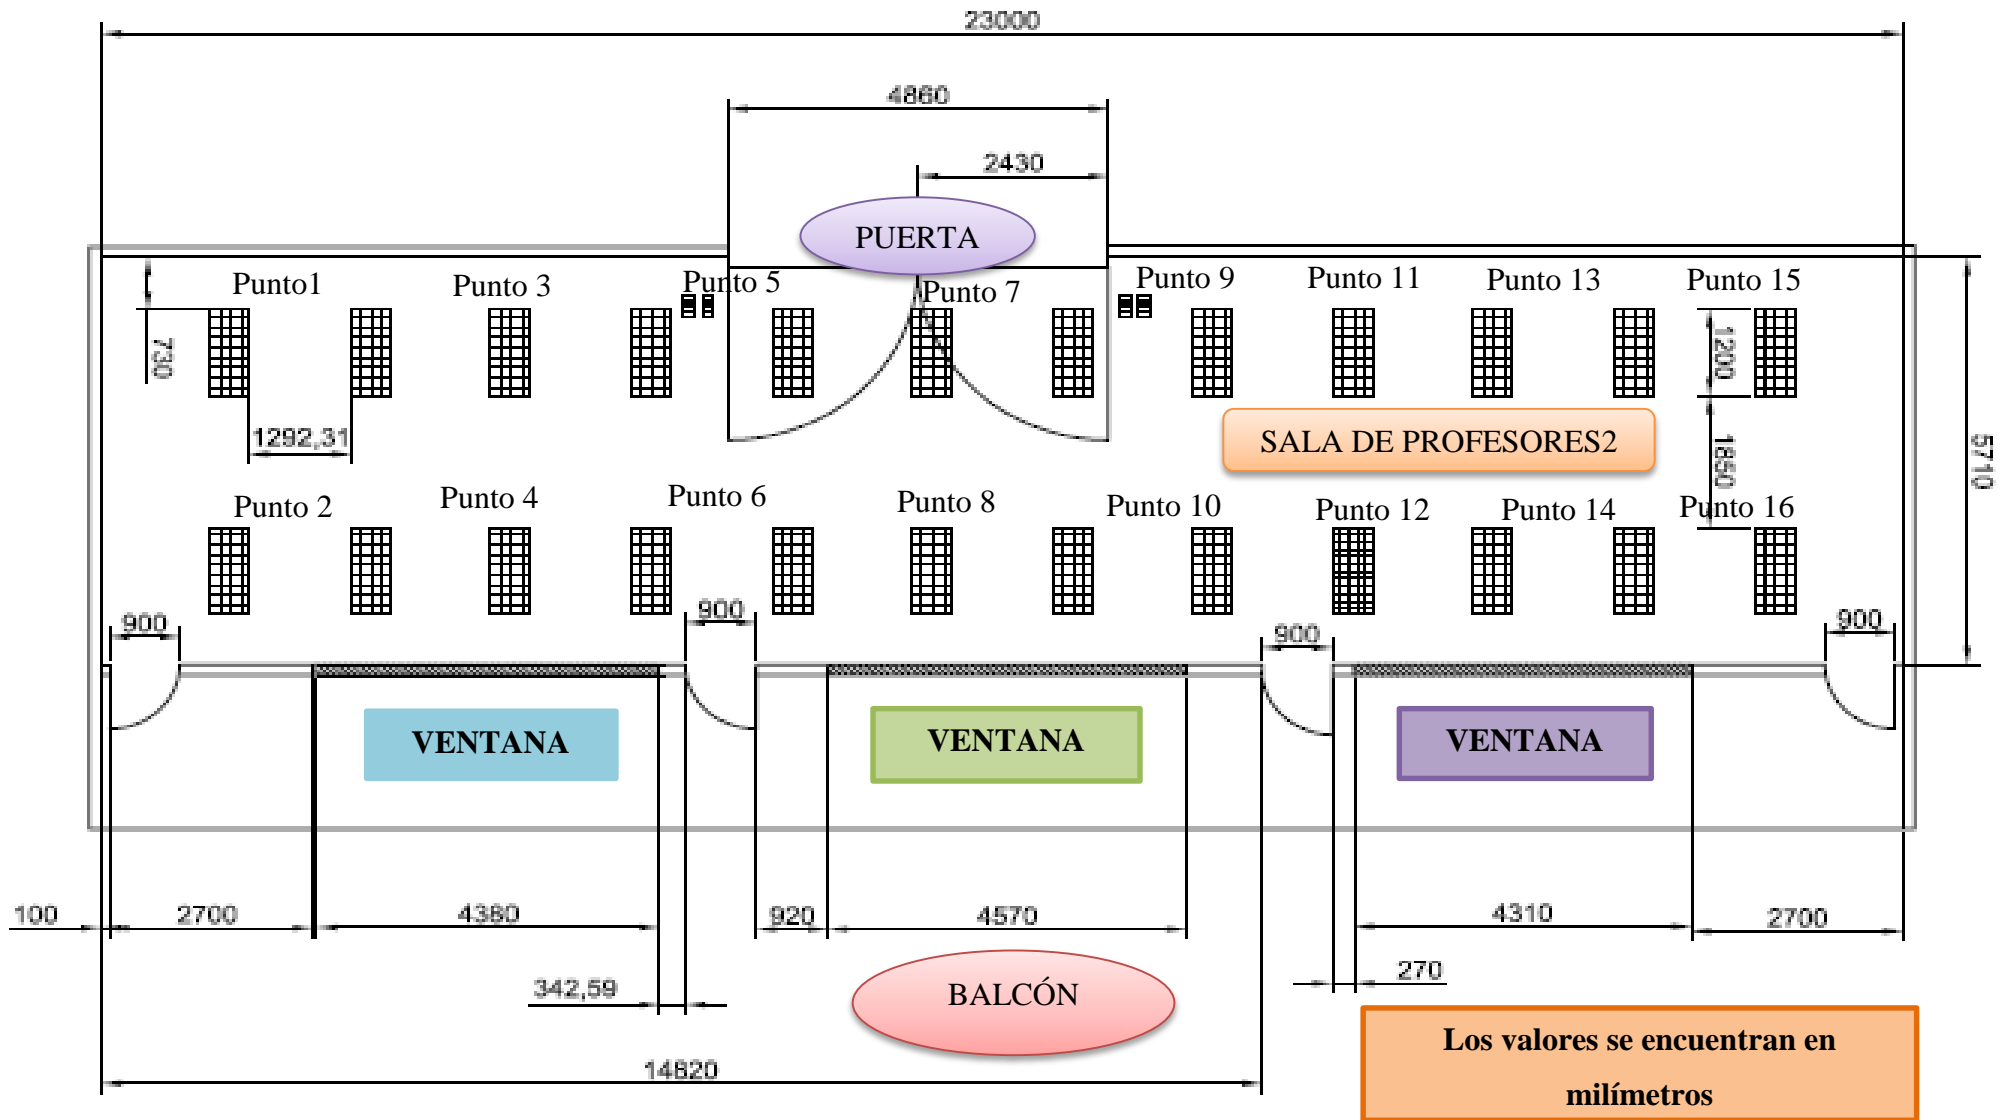 23000
4860
2430
PUERTA
Punto1
Punto 3
Punto 5
Punto 7
Punto 9
Punto 11
Punto 13
Punto 15
730
1200
1292,31
SALA DE PROFESORES2
1850
5710
Punto 2
Punto 4
Punto 6
Punto 8
Punto 10
Punto 12
Punto 14
Punto 16
900
900
900
900
VENTANA
VENTANA
VENTANA
100
2700
4380
920
4570
4310
2700
342,59
BALCÓN
270
14820
Los valores se encuentran en
milímetros